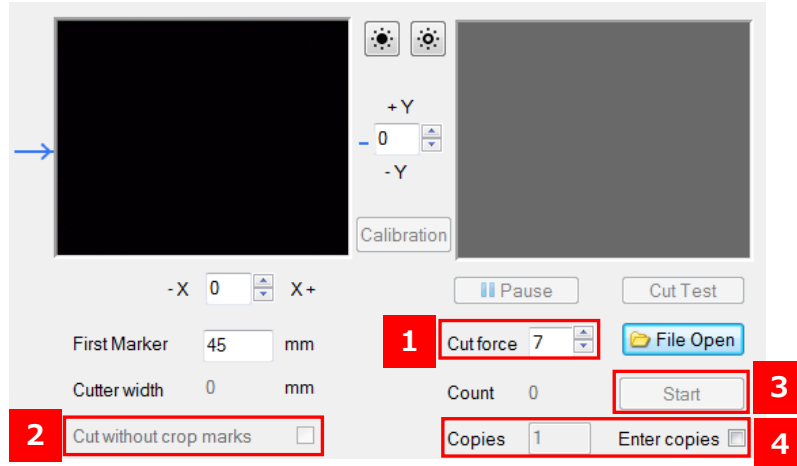 + Y
0
- Y
Calibration
- X 0 X +
Pause Cut Test
First Marker 45 mm
1 Cut force 7 File Open
Cutter width 0 mm
Count 0 Start 3
2 Cut without crop marks
Copies 1 Enter copies 4